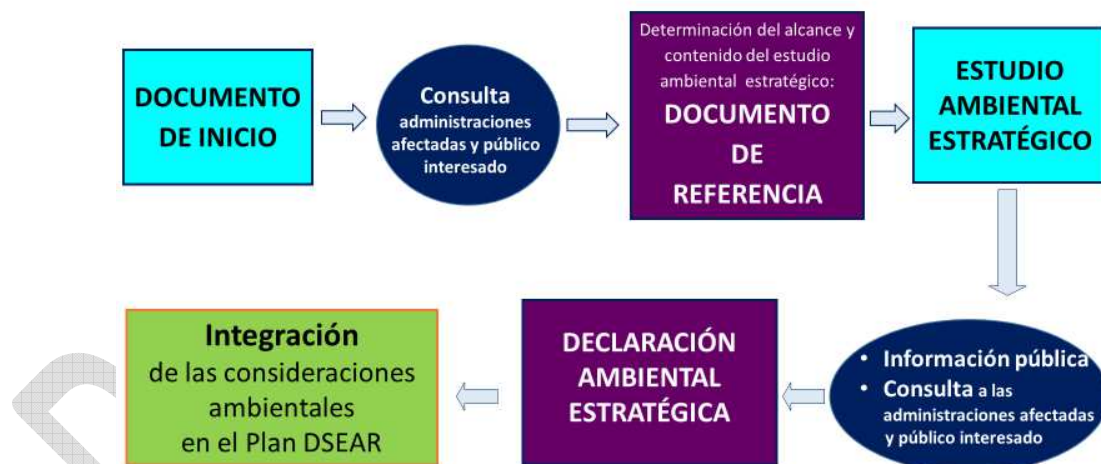 DOCUMENTO
DE INICIO
Consulta
administraciones
afectadas y público
interesado
Determinación del alcance y
contenido del estudio
ambiental estratégico:
DOCUMENTO
DE
REFERENCIA
ESTUDIO
AMBIENTAL
ESTRATÉGICO
• Información pública
• Consulta a las
administraciones afectadas
y público interesado
DECLARACIÓN
AMBIENTAL
ESTRATÉGICA
Integración
de las consideraciones
ambientales
en el Plan DSEAR